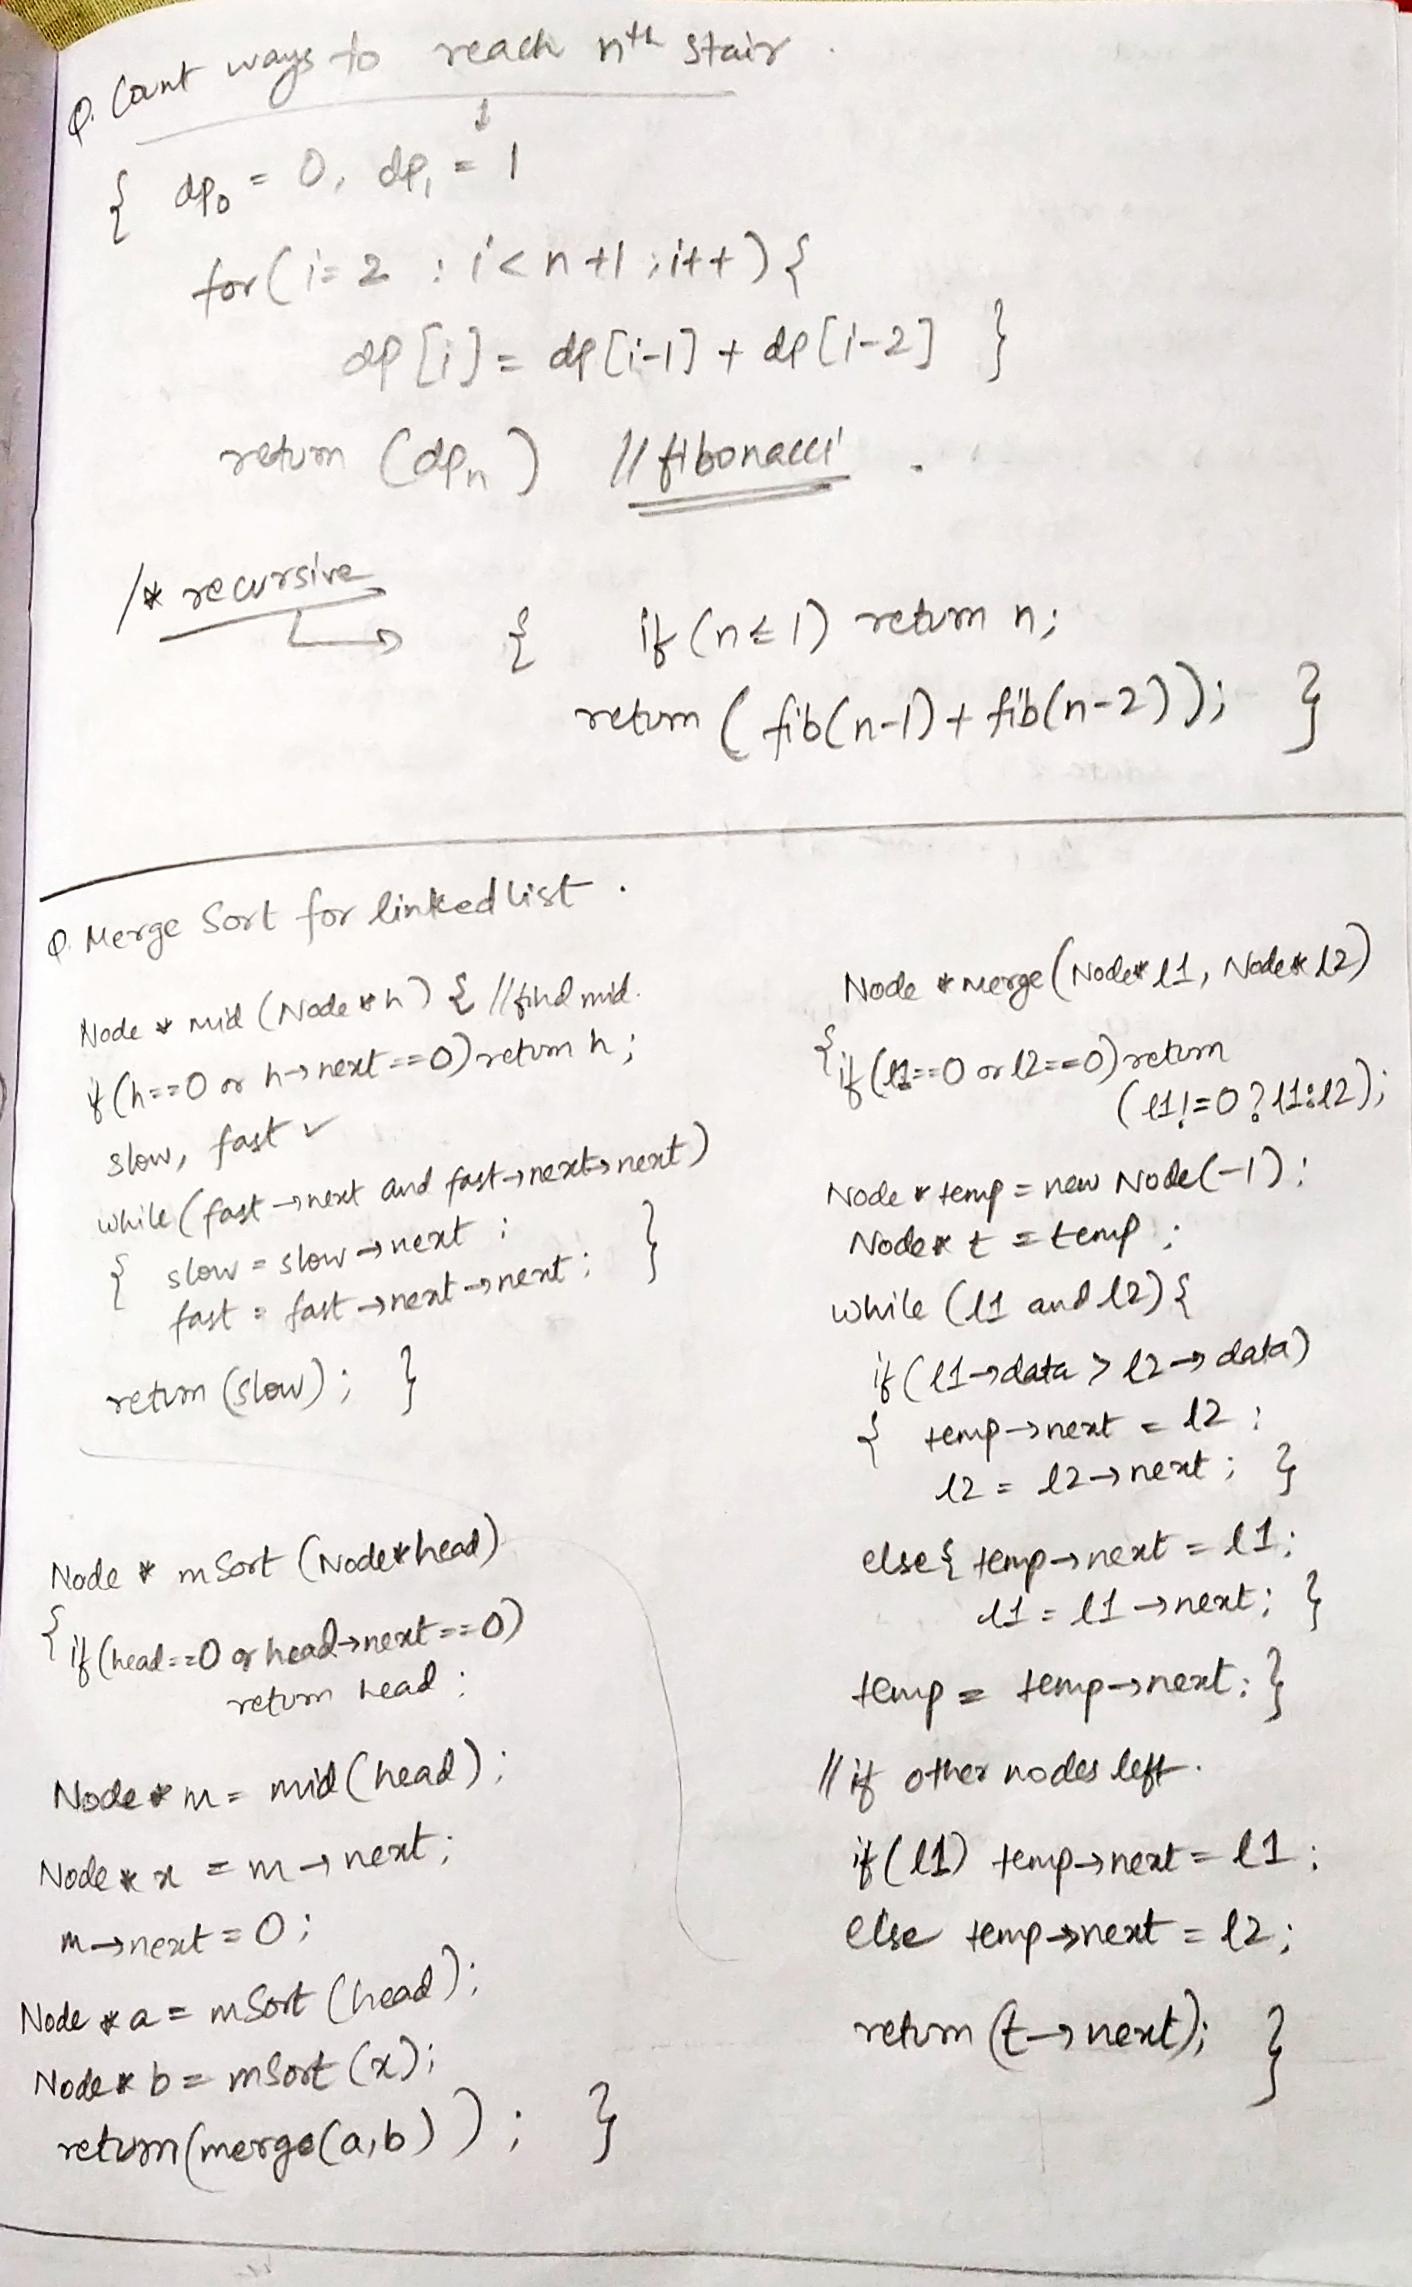 Q. Count ways to reach nth stair.
↓
{ dp₀ = 0, dp₁ = 1
for(i=2 ; i<n+1 ; i++){
dp[i] = dp[i-1] + dp[i-2] }
return (dpₙ) // fibonacci.
/* recursive
{ if (n≤1) return n;
return (fib(n-1)+fib(n-2)); }
Q. Merge Sort for linked list.
Node * mid (Node *h) { // find mid.
if (h==0 or h→next==0) return h;
slow, fast ✓
while (fast→next and fast→next→next)
{ slow = slow→next ;
fast = fast→next→next ; }
return (slow); }
Node * mSort (Node *head)
{ if (head==0 or head→next==0)
return head ;
Node * m = mid (head);
Node * x = m→next;
m→next = 0;
Node * a = mSort (head);
Node * b = mSort (x);
return (merge(a,b)); }
Node * merge (Node* l1, Node* l2)
{ if (l1==0 or l2==0) return
(l1!=0 ? l1:l2);
Node * temp = new Node(-1);
Node * t = temp ;
while (l1 and l2) {
if (l1→data > l2→data)
{ temp→next = l2 ;
l2 = l2→next ; }
else { temp→next = l1;
l1 = l1→next; }
temp = temp→next; }
// if other nodes left.
if (l1) temp→next = l1 ;
else temp→next = l2;
return (t→next); }